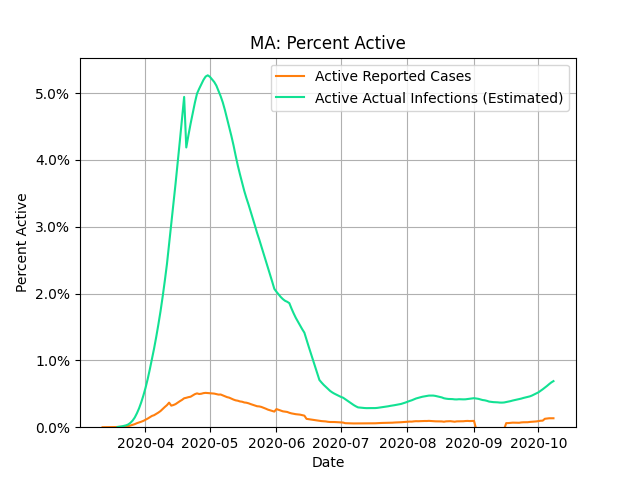 MA: Percent Active
Active Reported Cases
Active Actual Infections (Estimated)
Percent Active
5.0%
4.0%
3.0%
2.0%
1.0%
0.0%
2020-04 2020-05 2020-06 2020-07 2020-08 2020-09 2020-10
Date